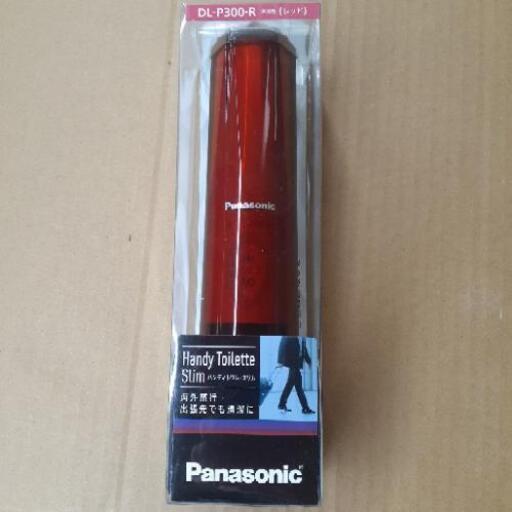 DL-P300-R (レッド)
Panasonic
Handy Toilette
Slim ハンディトワレ・スリム
海外旅行・
出張先でも清潔に
Panasonic